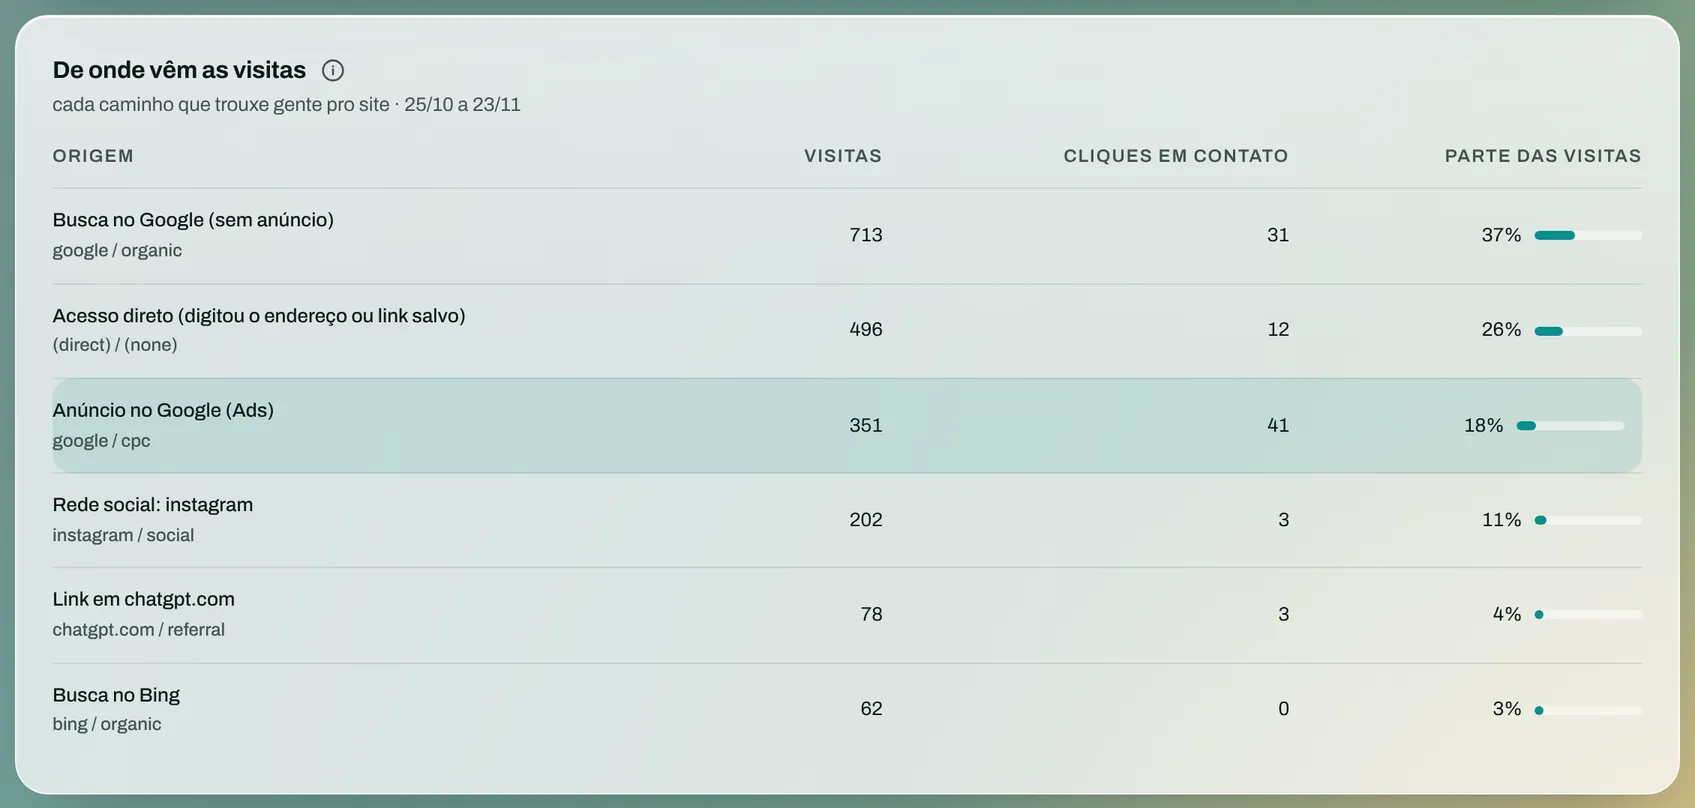 De onde vêm as visitas
cada caminho que trouxe gente pro site · 25/10 a 23/11
ORIGEM VISITAS CLIQUES EM CONTATO PARTE DAS VISITAS
Busca no Google (sem anúncio) 713 31 37%
google / organic
Acesso direto (digitou o endereço ou link salvo) 496 12 26%
(direct) / (none)
Anúncio no Google (Ads) 351 41 18%
google / cpc
Rede social: instagram 202 3 11%
instagram / social
Link em chatgpt.com 78 3 4%
chatgpt.com / referral
Busca no Bing 62 0 3%
bing / organic